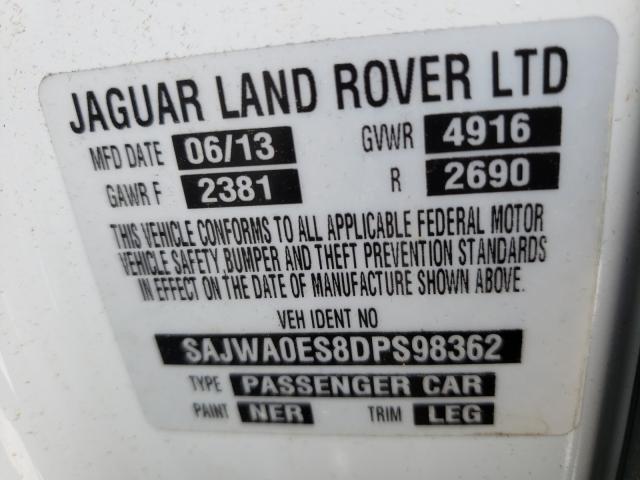 JAGUAR LAND ROVER LTD
MFD DATE 06/13 GVWR 4916
GAWR F 2381 R 2690
THIS VEHICLE CONFORMS TO ALL APPLICABLE FEDERAL MOTOR
VEHICLE SAFETY, BUMPER AND THEFT PREVENTION STANDARDS
IN EFFECT ON THE DATE OF MANUFACTURE SHOWN ABOVE.
VEH IDENT NO
SAJWA0ES8DPS98362
TYPE PASSENGER CAR
PAINT NER TRIM LEG